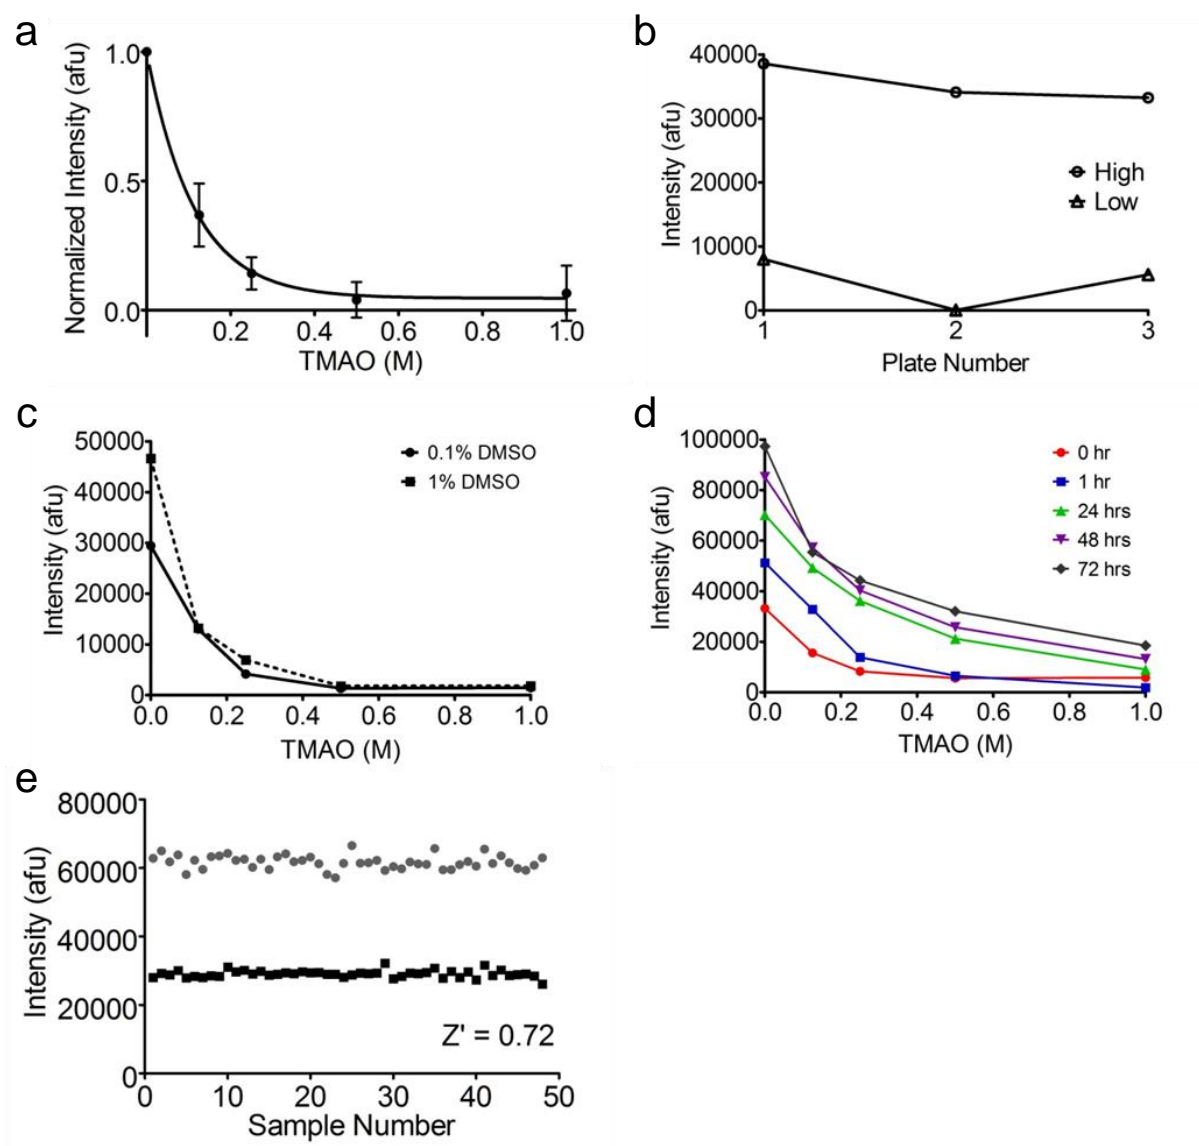 a
Normalized Intensity (afu)
1.0
0.5
0.0
0.2 0.4 0.6 0.8 1.0
TMAO (M)
b
Intensity (afu)
40000
30000
20000
10000
0
High
Low
1 2 3
Plate Number
c
Intensity (afu)
50000
40000
30000
20000
10000
0
0.1% DMSO
1% DMSO
0.0 0.2 0.4 0.6 0.8 1.0
TMAO (M)
d
Intensity (afu)
100000
80000
60000
40000
20000
0
0 hr
1 hr
24 hrs
48 hrs
72 hrs
0.0 0.2 0.4 0.6 0.8 1.0
TMAO (M)
e
Intensity (afu)
80000
60000
40000
20000
0
Z' = 0.72
0 10 20 30 40 50
Sample Number